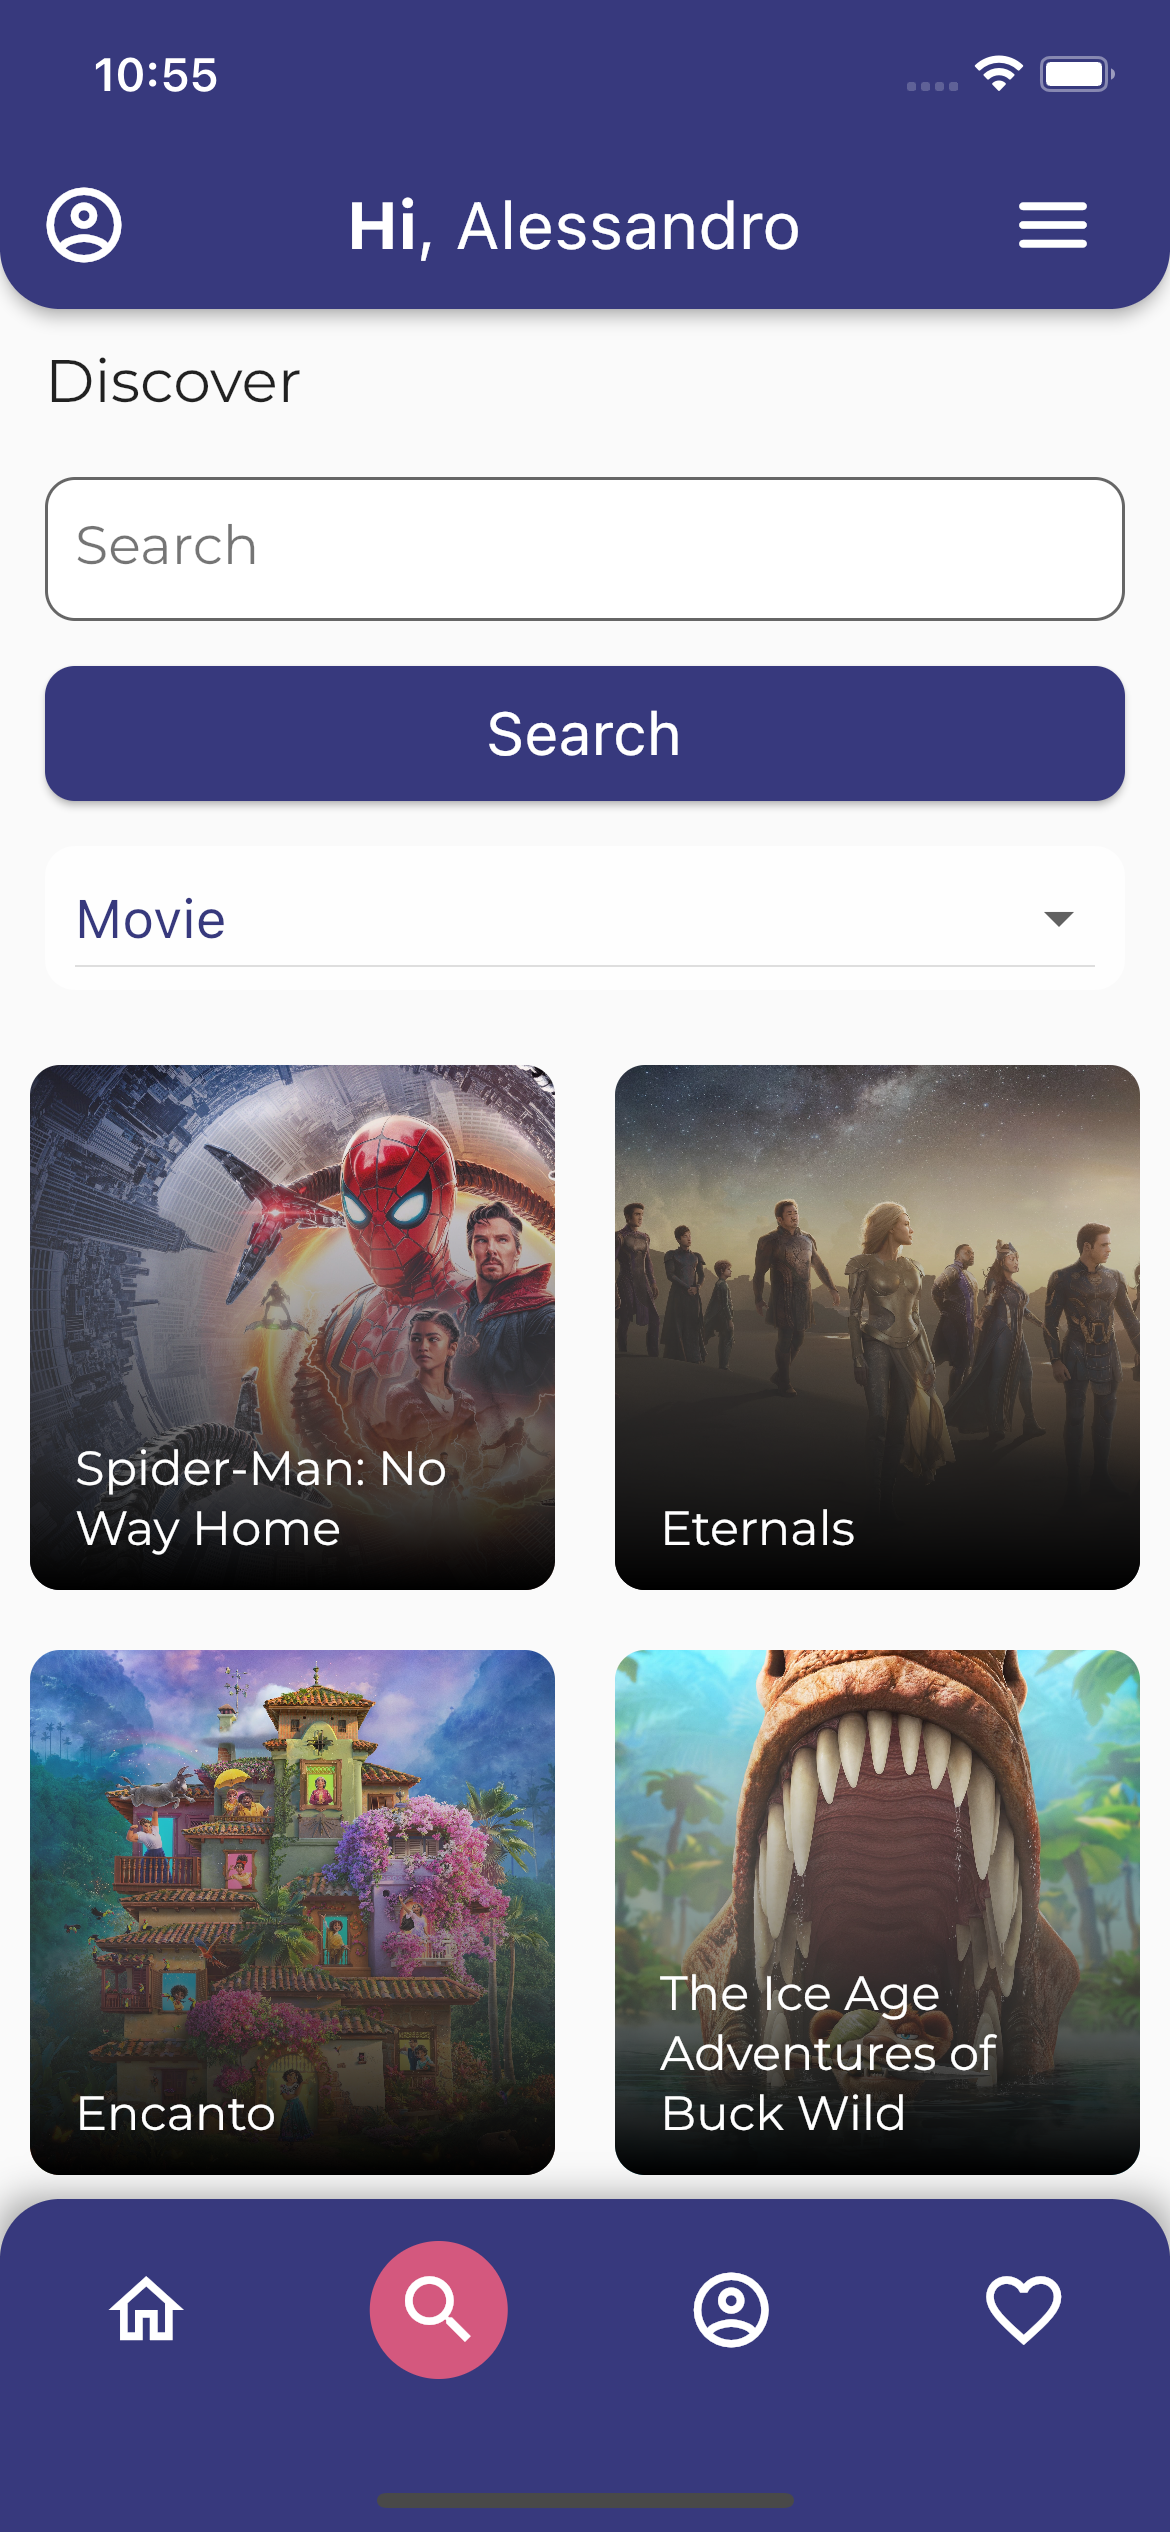 10:55
Hi, Alessandro
Discover
Search
Search
Movie
Spider-Man: No
Way Home
Eternals
Encanto
The Ice Age
Adventures of
Buck Wild